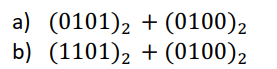 a) (0101)₂ + (0100)₂
b) (1101)₂ + (0100)₂